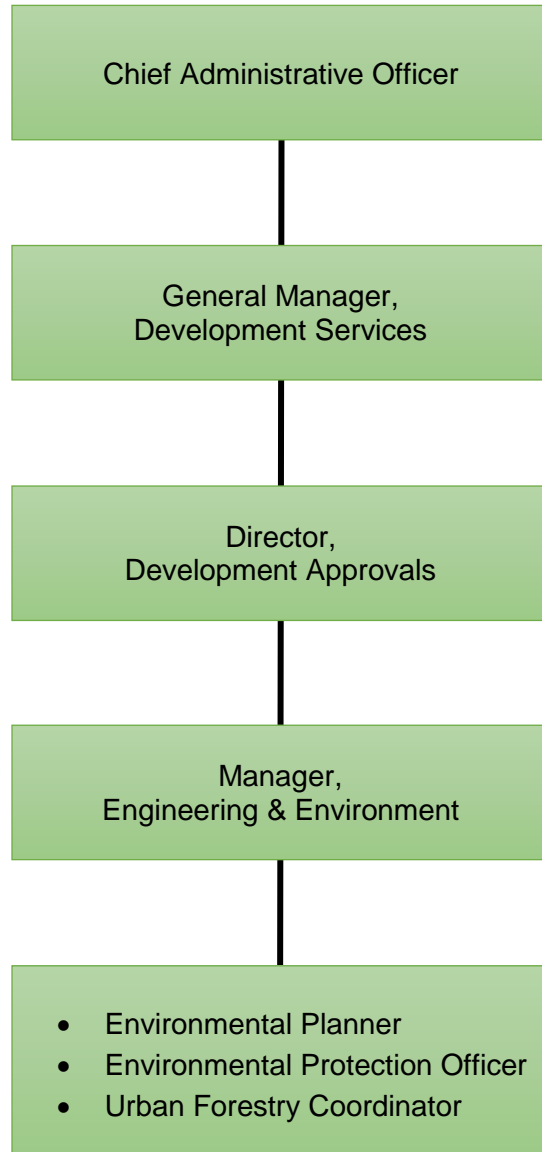 Chief Administrative Officer
General Manager,
Development Services
Director,
Development Approvals
Manager,
Engineering & Environment
• Environmental Planner
• Environmental Protection Officer
• Urban Forestry Coordinator